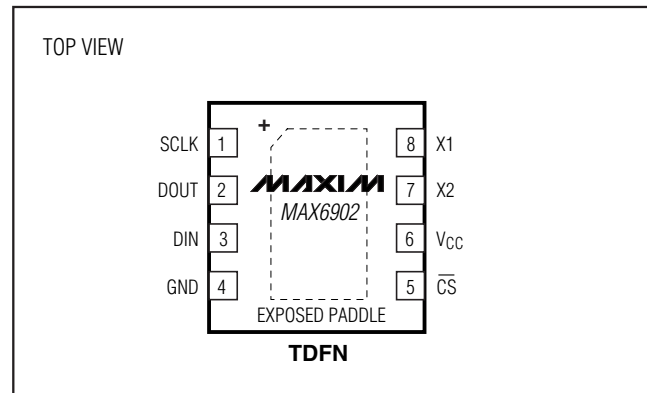 TOP VIEW
+
SCLK 1
8 X1
DOUT 2
MAXIM
7 X2
MAX6902
DIN 3
6 VCC
GND 4
5 C̅S̅
EXPOSED PADDLE
TDFN